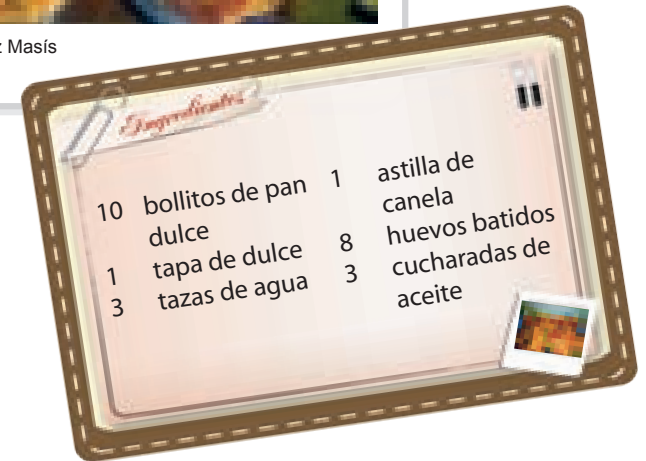 z Masís
Ingredientes
10 bollitos de pan
dulce
1 tapa de dulce
3 tazas de agua
1 astilla de
canela
8 huevos batidos
3 cucharadas de
aceite